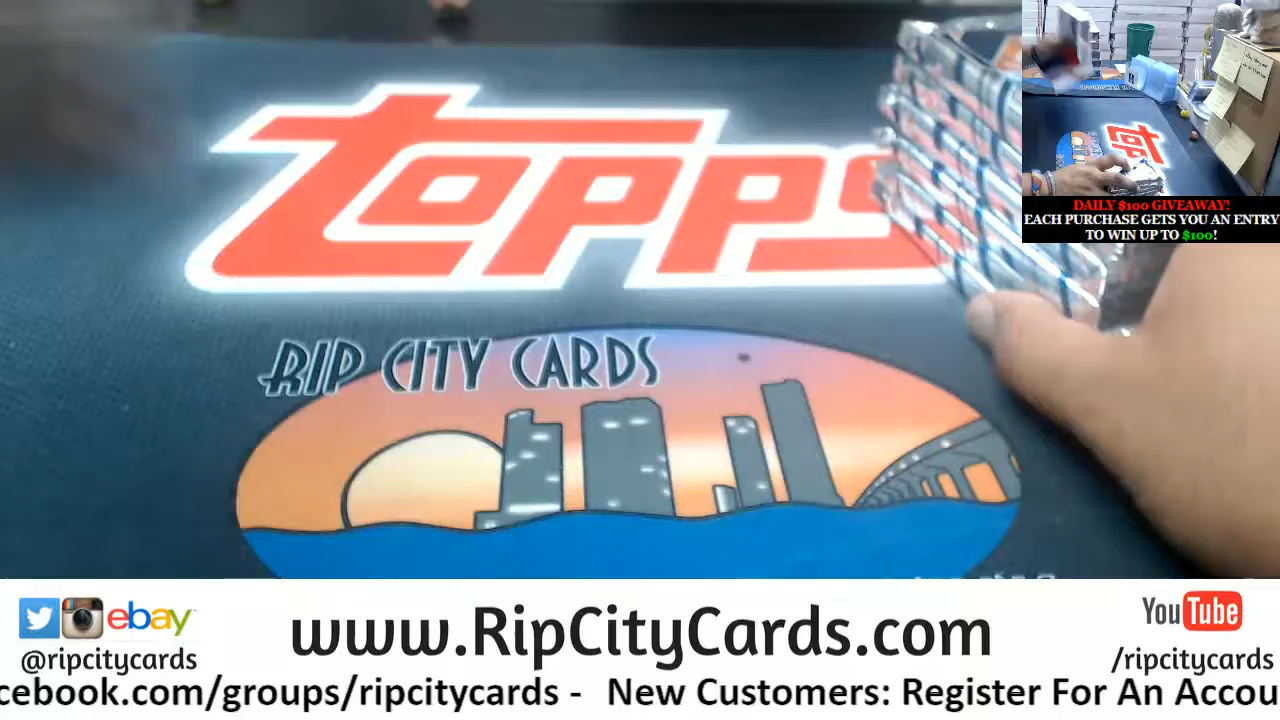 topps
RIP CITY CARDS
DAILY $100 GIVEAWAY!
EACH PURCHASE GETS YOU AN ENTRY
TO WIN UP TO $100!
ebay
@ripcitycards
www.RipCityCards.com
YouTube
/ripcitycards
cebook.com/groups/ripcitycards - New Customers: Register For An Accou